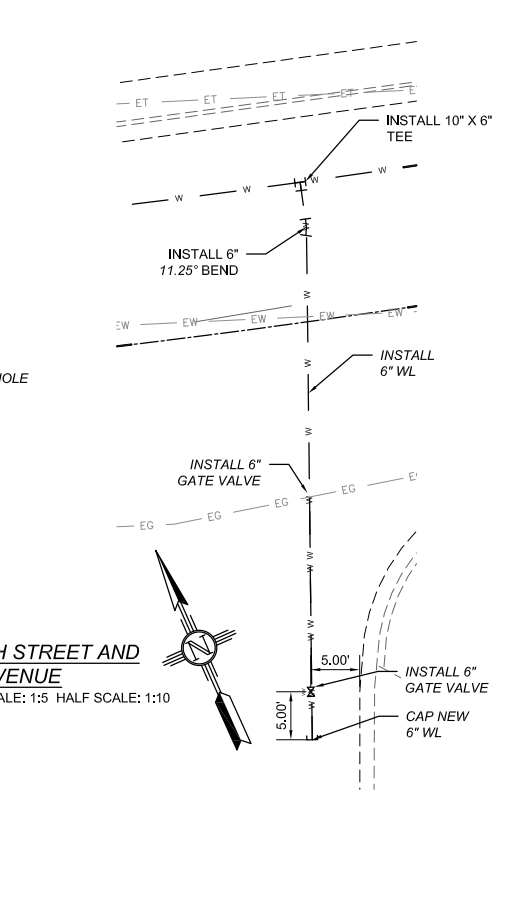 ET ET ET
INSTALL 10" X 6"
TEE
W W W W
INSTALL 6"
11.25° BEND
W
W
EW EW EW EW EW
W
INSTALL
6" WL
W
INSTALL 6"
GATE VALVE
EG EG EG
W
W
W
W
H STREET AND
VENUE
ALE: 1:5 HALF SCALE: 1:10
N
5.00'
INSTALL 6"
GATE VALVE
5.00'
W
CAP NEW
6" WL